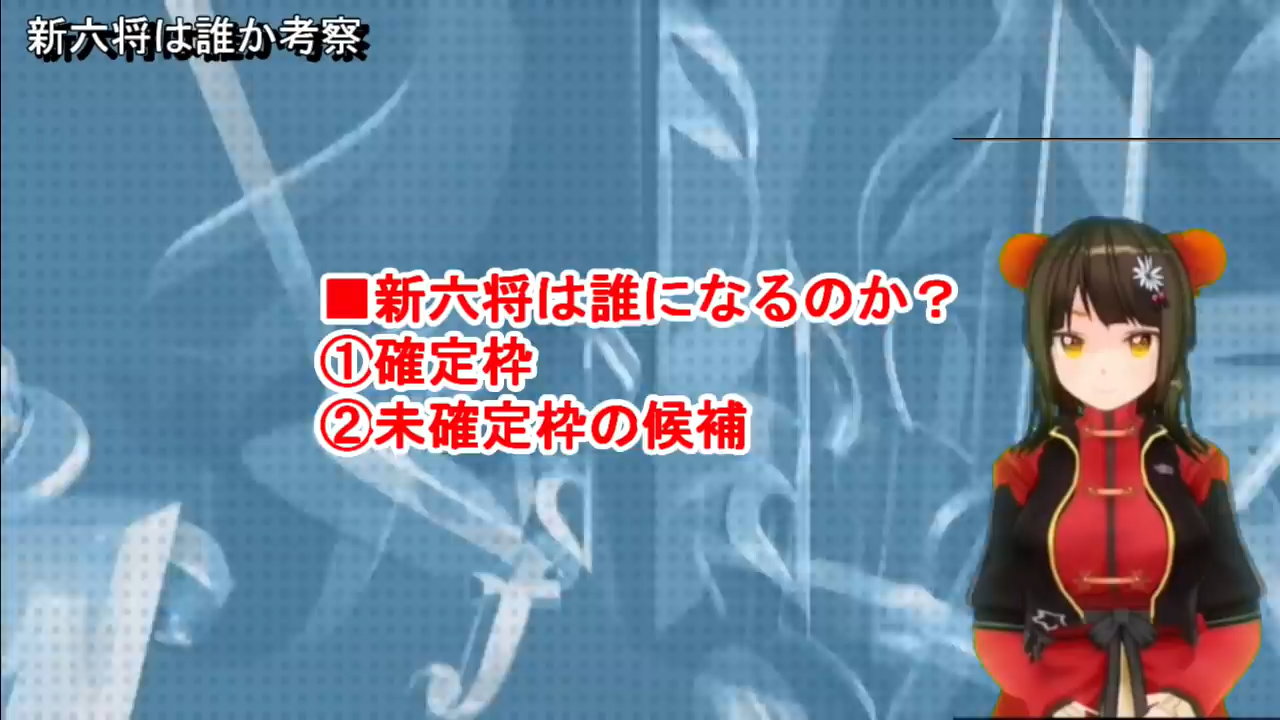 新六将は誰か考察
■新六将は誰になるのか？
①確定枠
②未確定枠の候補